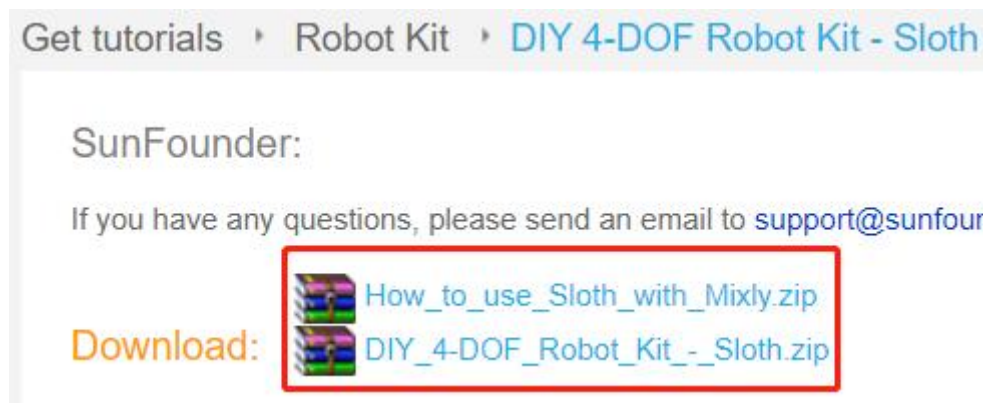 Get tutorials ‣ Robot Kit ‣ DIY 4-DOF Robot Kit - Sloth
SunFounder:
If you have any questions, please send an email to support@sunfour
How_to_use_Sloth_with_Mixly.zip
Download:
DIY_4-DOF_Robot_Kit_-_Sloth.zip